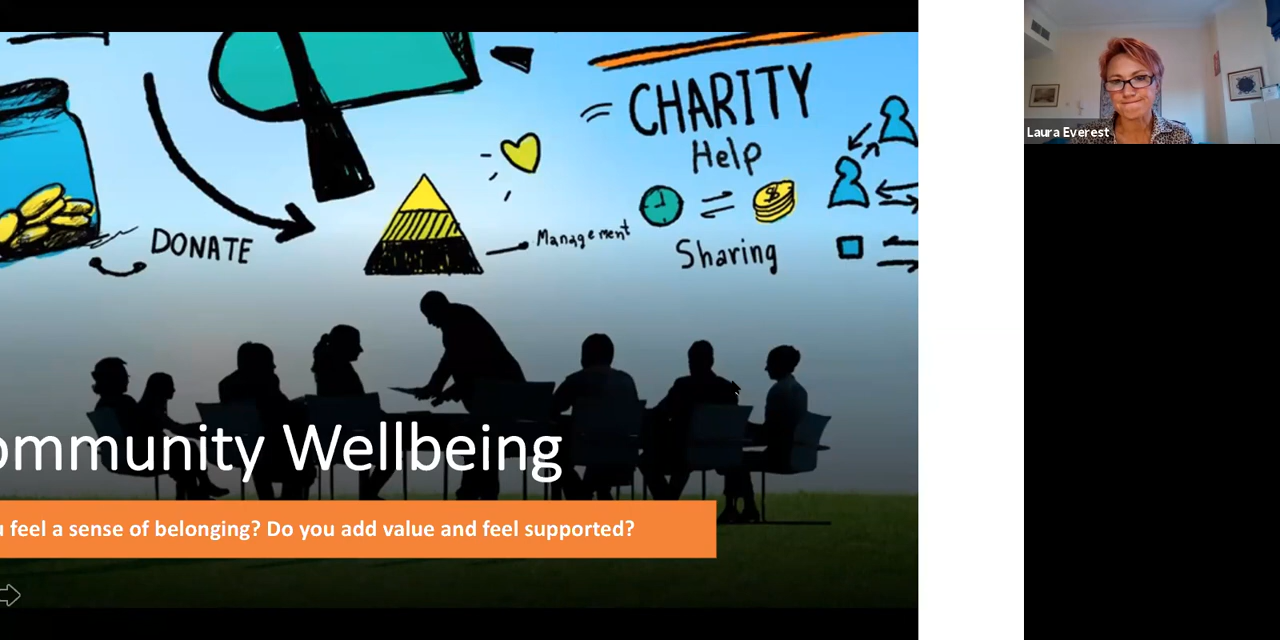 CHARITY
Help
DONATE
Management
Sharing
Laura Everest
ommunity Wellbeing
u feel a sense of belonging? Do you add value and feel supported?